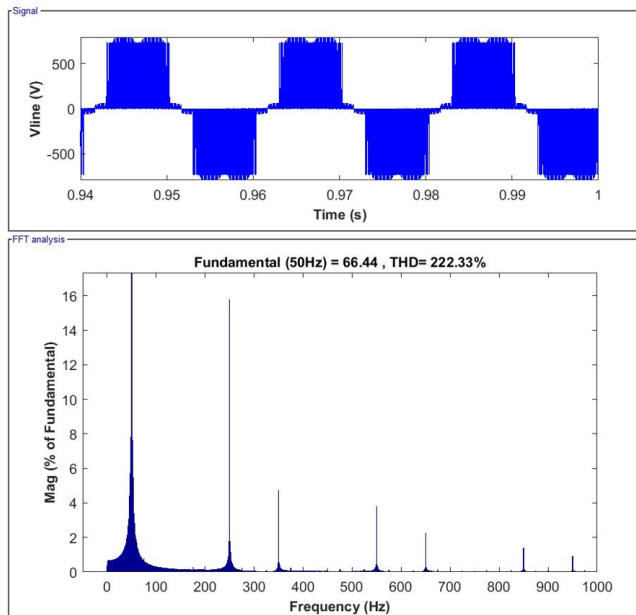 Signal
Vline (V)
500
0
-500
0.94 0.95 0.96 0.97 0.98 0.99 1
Time (s)
FFT analysis
Fundamental (50Hz) = 66.44 , THD= 222.33%
Mag (% of Fundamental)
16
14
12
10
8
6
4
2
0
0 100 200 300 400 500 600 700 800 900 1000
Frequency (Hz)